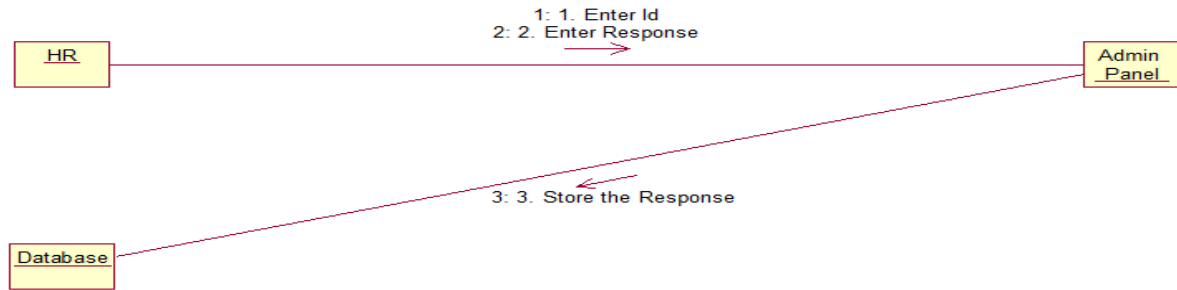 1: 1. Enter Id
2: 2. Enter Response
HR
Admin
Panel
3: 3. Store the Response
Database